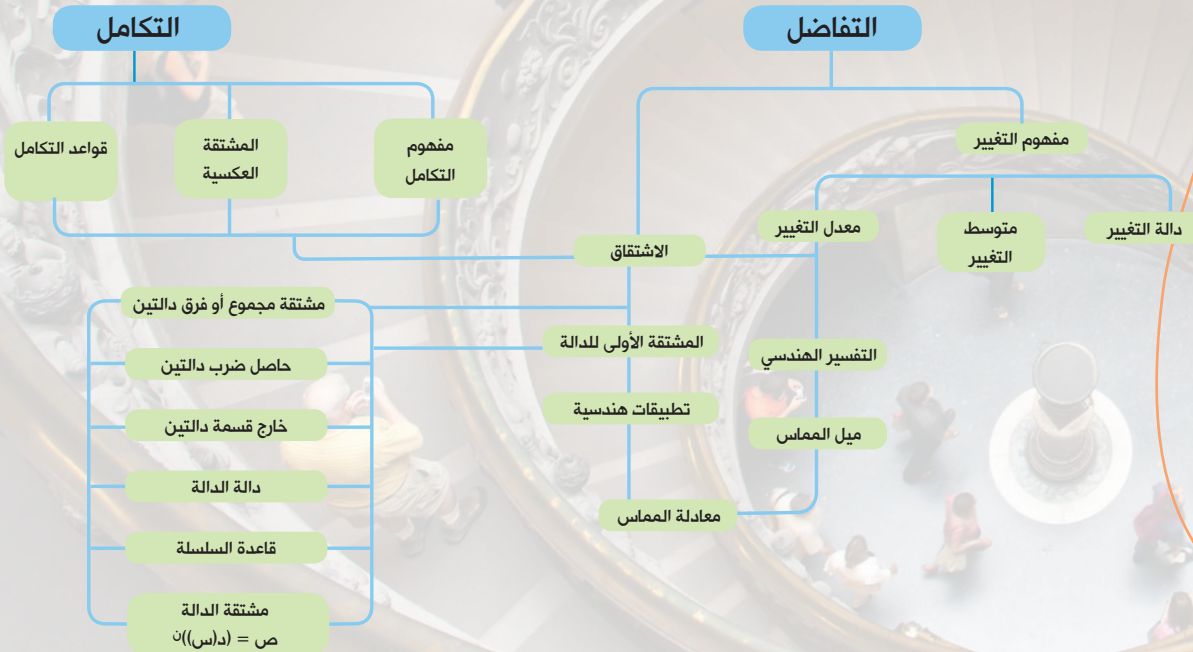 التفاضل
مفهوم التغيير
دالة التغيير
متوسط
التغيير
معدل التغيير
التفسير الهندسي
ميل المماس
الاشتقاق
المشتقة الأولى للدالة
تطبيقات هندسية
معادلة المماس
مشتقة مجموع أو فرق دالتين
حاصل ضرب دالتين
خارج قسمة دالتين
دالة الدالة
قاعدة السلسلة
مشتقة الدالة
ص = (د(س))ن
التكامل
مفهوم
التكامل
المشتقة
العكسية
قواعد التكامل